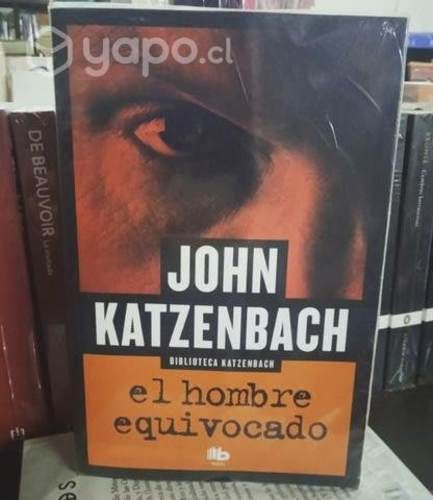 yapo.cl
DE BEAUVOIR
JOHN
KATZENBACH
BIBLIOTECA KATZENBACH
el hombre
equivocado
b